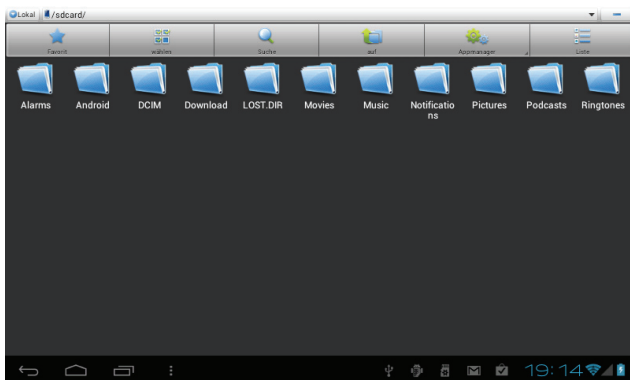 Lokal /sdcard/
Favorit wählen Suche auf Appmanager Liste
Alarms Android DCIM Download LOST.DIR Movies Music Notificatio Pictures Podcasts Ringtones
ns
19:14